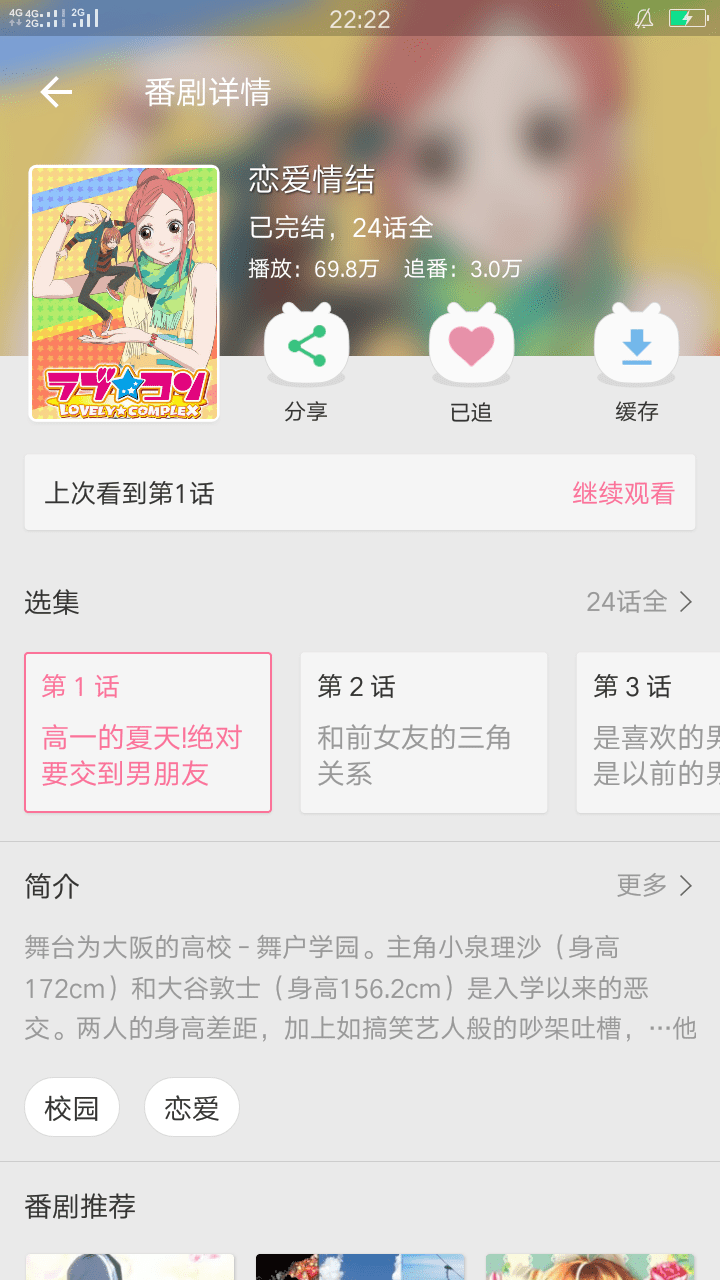 4G 4G 2G 2G 22:22
番剧详情
恋爱情结
已完结，24话全
播放：69.8万 追番：3.0万
ラブ★コン
LOVELY★COMPLEX
分享 已追 缓存
上次看到第1话 继续观看
选集 24话全
第 1 话
高一的夏天!绝对
要交到男朋友
第 2 话
和前女友的三角
关系
第 3 话
是喜欢的男
是以前的男
简介 更多
舞台为大阪的高校－舞户学园。主角小泉理沙（身高
172cm）和大谷敦士（身高156.2cm）是入学以来的恶
交。两人的身高差距，加上如搞笑艺人般的吵架吐槽，…他
校园 恋爱
番剧推荐